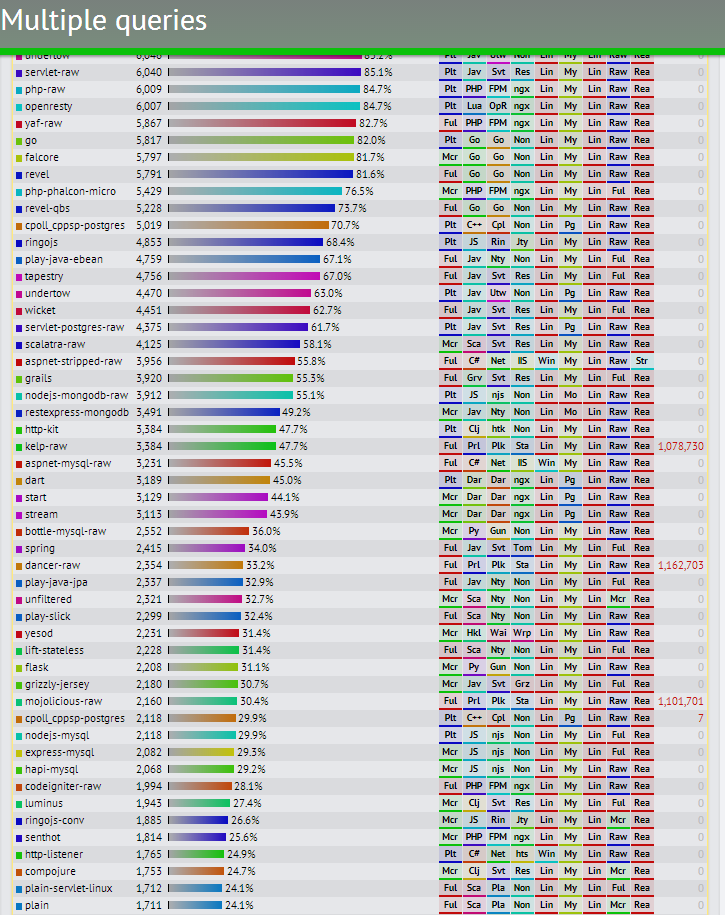 Multiple queries
undertow 6,040 85.2% Plt Jav Utw Non Lin My Lin Raw Rea 0
servlet-raw 6,040 85.1% Plt Jav Svt Res Lin My Lin Raw Rea 0
php-raw 6,009 84.7% Plt PHP FPM ngx Lin My Lin Raw Rea 0
openresty 6,007 84.7% Plt Lua OpR ngx Lin My Lin Raw Rea 0
yaf-raw 5,867 82.7% Ful PHP FPM ngx Lin My Lin Raw Rea 0
go 5,817 82.0% Plt Go Go Non Lin My Lin Raw Rea 0
falcore 5,797 81.7% Mcr Go Go Non Lin My Lin Raw Rea 0
revel 5,791 81.6% Ful Go Go Non Lin My Lin Raw Rea 0
php-phalcon-micro 5,429 76.5% Mcr PHP FPM ngx Lin My Lin Ful Rea 0
revel-qbs 5,228 73.7% Ful Go Go Non Lin My Lin Ful Rea 0
cpoll_cppsp-postgres 5,019 70.7% Plt C++ Cpl Non Lin Pg Lin Raw Rea 0
ringojs 4,853 68.4% Plt JS Rin Jty Lin My Lin Raw Rea 0
play-java-ebean 4,759 67.1% Ful Jav Nty Non Lin My Lin Ful Rea 0
tapestry 4,756 67.0% Ful Jav Svt Res Lin My Lin Ful Rea 0
undertow 4,470 63.0% Plt Jav Utw Non Lin Pg Lin Raw Rea 0
wicket 4,451 62.7% Ful Jav Svt Res Lin My Lin Ful Rea 0
servlet-postgres-raw 4,375 61.7% Plt Jav Svt Res Lin Pg Lin Raw Rea 0
scalatra-raw 4,125 58.1% Mcr Sca Svt Res Lin My Lin Raw Rea 0
aspnet-stripped-raw 3,956 55.8% Ful C# Net IIS Win My Lin Raw Str 0
grails 3,920 55.3% Ful Grv Svt Res Lin My Lin Ful Rea 0
nodejs-mongodb-raw 3,912 55.1% Plt JS njs Non Lin Mo Lin Raw Rea 0
restexpress-mongodb 3,491 49.2% Mcr Jav Nty Non Lin Mo Lin Raw Rea 0
http-kit 3,384 47.7% Plt Clj htk Non Lin My Lin Raw Rea 0
kelp-raw 3,384 47.7% Ful Prl Plk Sta Lin My Lin Raw Rea 1,078,730
aspnet-mysql-raw 3,231 45.5% Ful C# Net IIS Win My Lin Raw Rea 0
dart 3,189 45.0% Plt Dar Dar ngx Lin Pg Lin Raw Rea 0
start 3,129 44.1% Mcr Dar Dar ngx Lin Pg Lin Raw Rea 0
stream 3,113 43.9% Mcr Dar Dar ngx Lin Pg Lin Raw Rea 0
bottle-mysql-raw 2,552 36.0% Mcr Py Gun Non Lin My Lin Raw Rea 0
spring 2,415 34.0% Ful Jav Svt Tom Lin My Lin Ful Rea 0
dancer-raw 2,354 33.2% Ful Prl Plk Sta Lin My Lin Raw Rea 1,162,703
play-java-jpa 2,337 32.9% Ful Jav Nty Non Lin My Lin Ful Rea 0
unfiltered 2,321 32.7% Mcr Sca Nty Non Lin My Lin Mcr Rea 0
play-slick 2,299 32.4% Ful Sca Nty Non Lin My Lin Raw Rea 0
yesod 2,231 31.4% Mcr Hkl Wai Wrp Lin My Lin Raw Rea 0
lift-stateless 2,228 31.4% Ful Sca Nty Non Lin My Lin Raw Rea 0
flask 2,208 31.1% Mcr Py Gun Non Lin My Lin Raw Rea 0
grizzly-jersey 2,180 30.7% Mcr Jav Svt Grz Lin My Lin Ful Rea 0
mojolicious-raw 2,160 30.4% Ful Prl Plk Sta Lin My Lin Raw Rea 1,101,701
cpoll_cppsp-postgres 2,118 29.9% Plt C++ Cpl Non Lin Pg Lin Raw Rea 7
nodejs-mysql 2,118 29.9% Plt JS njs Non Lin My Lin Ful Rea 0
express-mysql 2,082 29.3% Mcr JS njs Non Lin My Lin Ful Rea 0
hapi-mysql 2,068 29.2% Mcr JS njs Non Lin My Lin Raw Rea 0
codeigniter-raw 1,994 28.1% Ful PHP FPM ngx Lin My Lin Raw Rea 0
luminus 1,943 27.4% Mcr Clj Svt Res Lin My Lin Ful Rea 0
ringojs-conv 1,885 26.6% Mcr JS Rin Jty Lin My Lin Mcr Rea 0
senthot 1,814 25.6% Mcr PHP FPM ngx Lin My Lin Raw Rea 0
http-listener 1,765 24.9% Plt C# Net hts Win My Lin Raw Rea 0
compojure 1,753 24.7% Mcr Clj Svt Res Lin My Lin Mcr Rea 0
plain-servlet-linux 1,712 24.1% Ful Sca Pla Non Lin My Lin Ful Rea 0
plain 1,711 24.1% Ful Sca Pla Non Lin My Lin Ful Rea 0